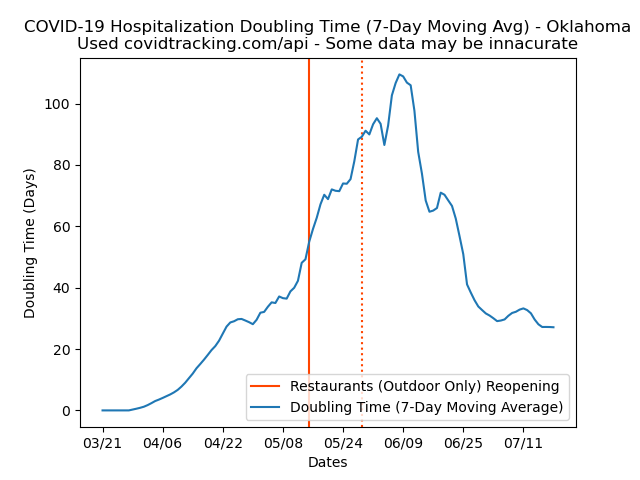 COVID-19 Hospitalization Doubling Time (7-Day Moving Avg) - Oklahoma
Used covidtracking.com/api - Some data may be innacurate
Doubling Time (Days)
100
80
60
40
20
0
Restaurants (Outdoor Only) Reopening
Doubling Time (7-Day Moving Average)
03/21 04/06 04/22 05/08 05/24 06/09 06/25 07/11
Dates